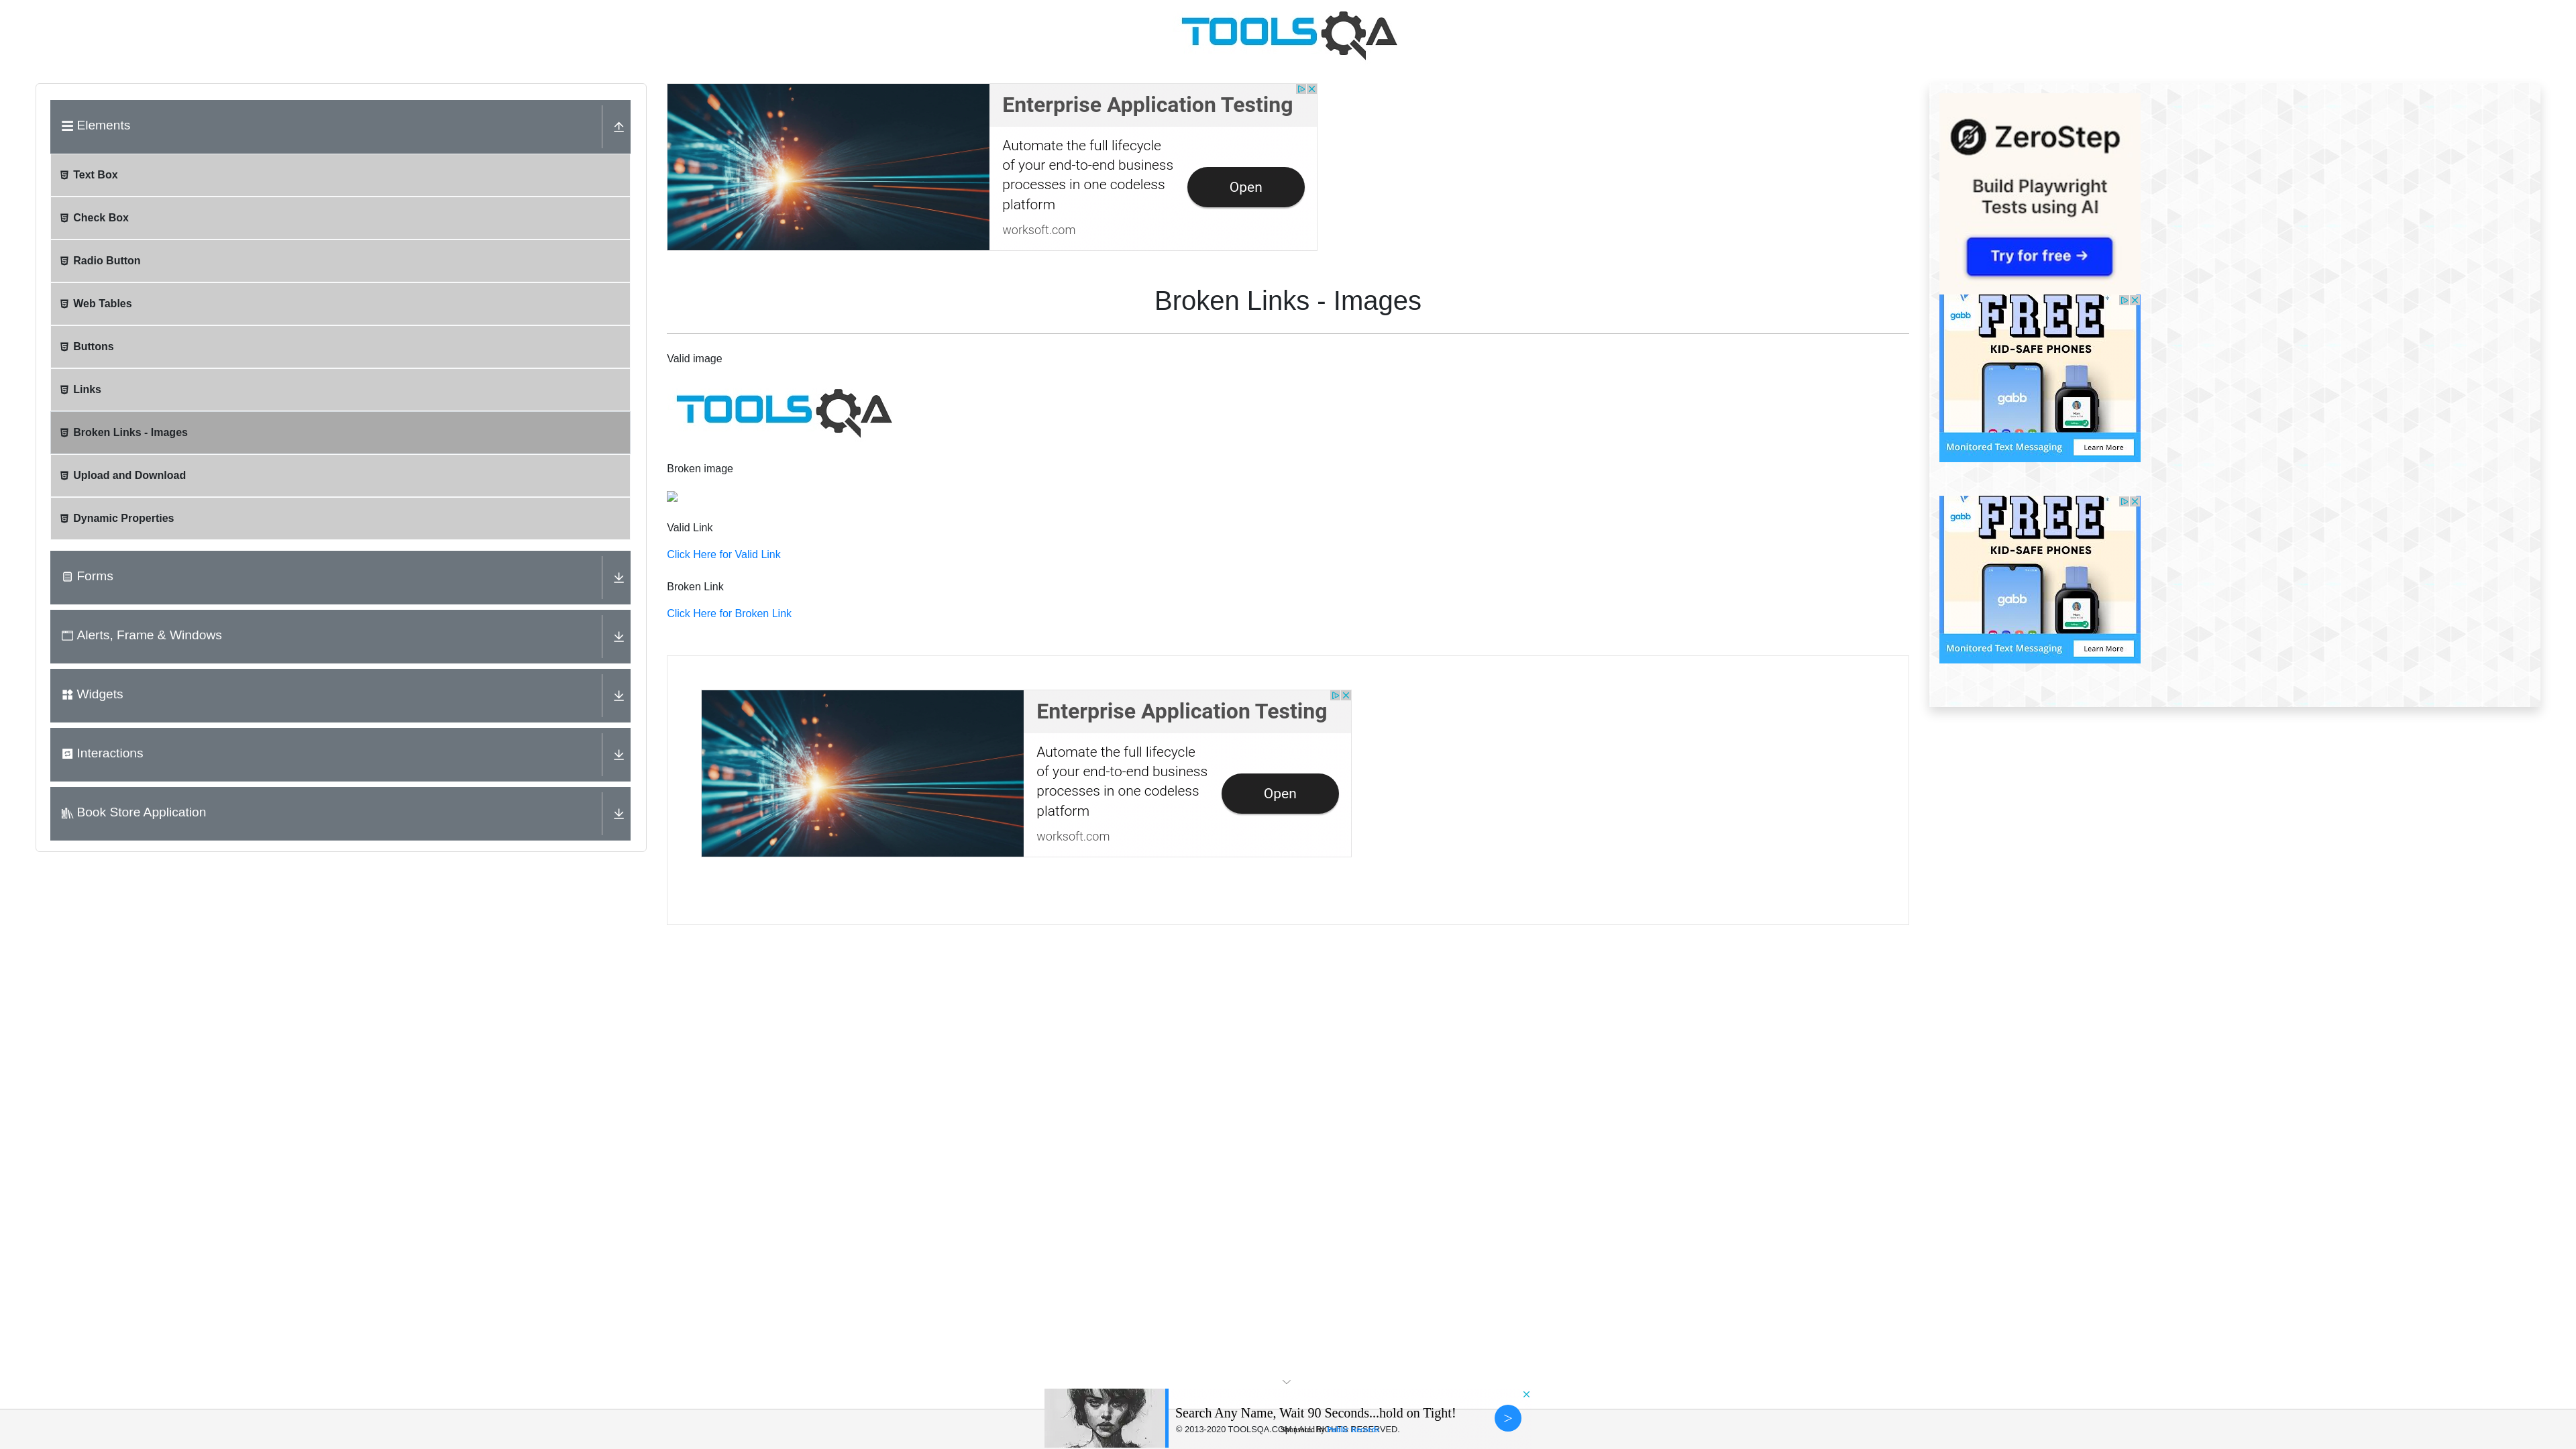 TOOLSQA
Elements
Text Box
Check Box
Radio Button
Web Tables
Buttons
Links
Broken Links - Images
Upload and Download
Dynamic Properties
Forms
Alerts, Frame & Windows
Widgets
Interactions
Book Store Application
Enterprise Application Testing
Automate the full lifecycle
of your end-to-end business
processes in one codeless
platform
worksoft.com
Open
Broken Links - Images
Valid image
TOOLSQA
Broken image
Valid Link
Click Here for Valid Link
Broken Link
Click Here for Broken Link
Enterprise Application Testing
Automate the full lifecycle
of your end-to-end business
processes in one codeless
platform
worksoft.com
Open
ZeroStep
Build Playwright
Tests using AI
Try for free →
gabb
FREE
KID-SAFE PHONES
gabb
Monitored Text Messaging
Learn More
gabb
FREE
KID-SAFE PHONES
gabb
Monitored Text Messaging
Learn More
Search Any Name, Wait 90 Seconds...hold on Tight!
>
© 2013-2020 TOOLSQA.COM | ALL RIGHTS RESERVED.